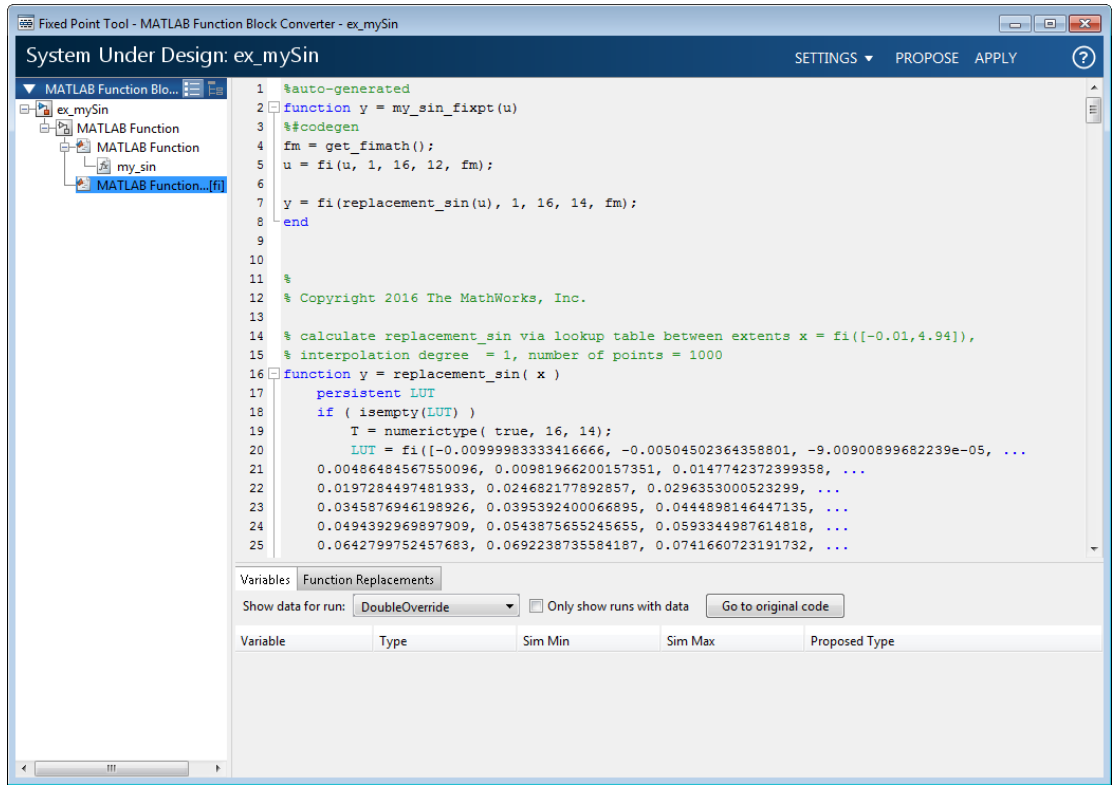 Fixed Point Tool - MATLAB Function Block Converter - ex_mySin
System Under Design: ex_mySin
SETTINGS PROPOSE APPLY ?
MATLAB Function Blo...
ex_mySin
MATLAB Function
MATLAB Function
fx my_sin
MATLAB Function...[fi]
1 %auto-generated
2 function y = my_sin_fixpt(u)
3 %#codegen
4 fm = get_fimath();
5 u = fi(u, 1, 16, 12, fm);
6
7 y = fi(replacement_sin(u), 1, 16, 14, fm);
8 end
9
10
11 %
12 % Copyright 2016 The MathWorks, Inc.
13
14 % calculate replacement_sin via lookup table between extents x = fi([-0.01,4.94]),
15 % interpolation degree  = 1, number of points = 1000
16 function y = replacement_sin( x )
17 persistent LUT
18 if ( isempty(LUT) )
19 T = numerictype( true, 16, 14);
20 LUT = fi([-0.00999983333416666, -0.00504502364358801, -9.00900899682239e-05, ...
21 0.00486484567550096, 0.00981966200157351, 0.0147742372399358, ...
22 0.0197284497481933, 0.024682177892857, 0.0296353000523299, ...
23 0.0345876946198926, 0.0395392400066895, 0.0444898146447135, ...
24 0.0494392969897909, 0.0543875655245655, 0.0593344987614818, ...
25 0.0642799752457683, 0.0692238735584187, 0.0741660723191732, ...
Variables Function Replacements
Show data for run: DoubleOverride Only show runs with data Go to original code
Variable Type Sim Min Sim Max Proposed Type